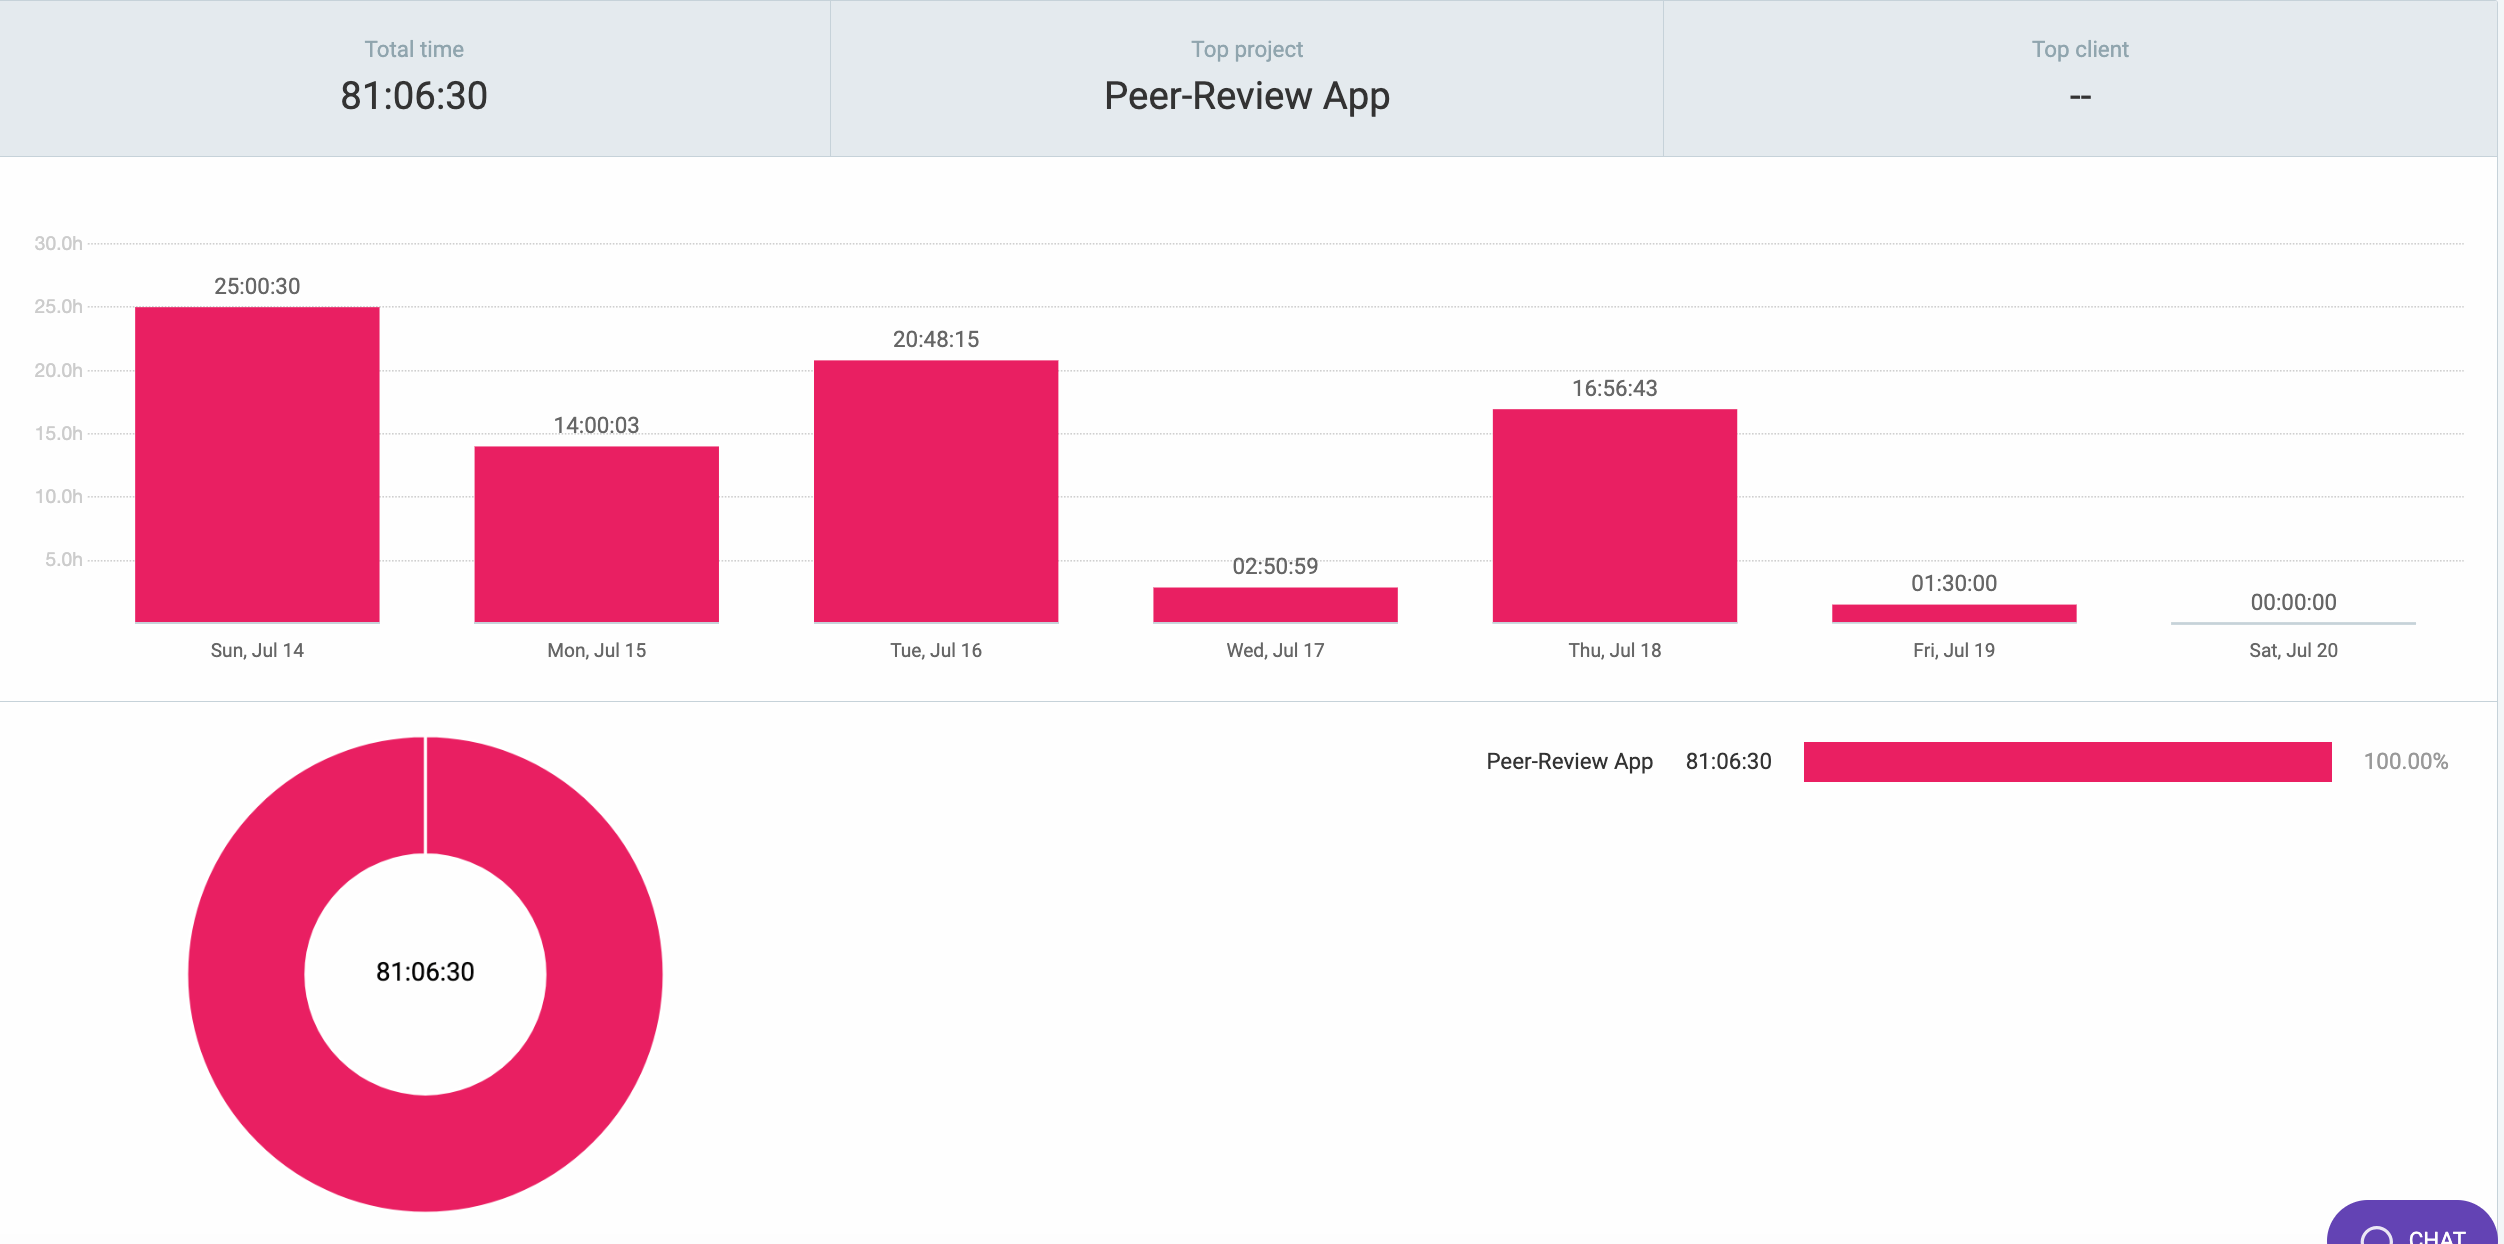 Total time
81:06:30
Top project
Peer-Review App
Top client
--
30.0h
25.0h
20.0h
15.0h
10.0h
5.0h
25:00:30
14:00:03
20:48:15
02:50:59
16:56:43
01:30:00
00:00:00
Sun, Jul 14
Mon, Jul 15
Tue, Jul 16
Wed, Jul 17
Thu, Jul 18
Fri, Jul 19
Sat, Jul 20
81:06:30
Peer-Review App 81:06:30 100.00%
CHAT